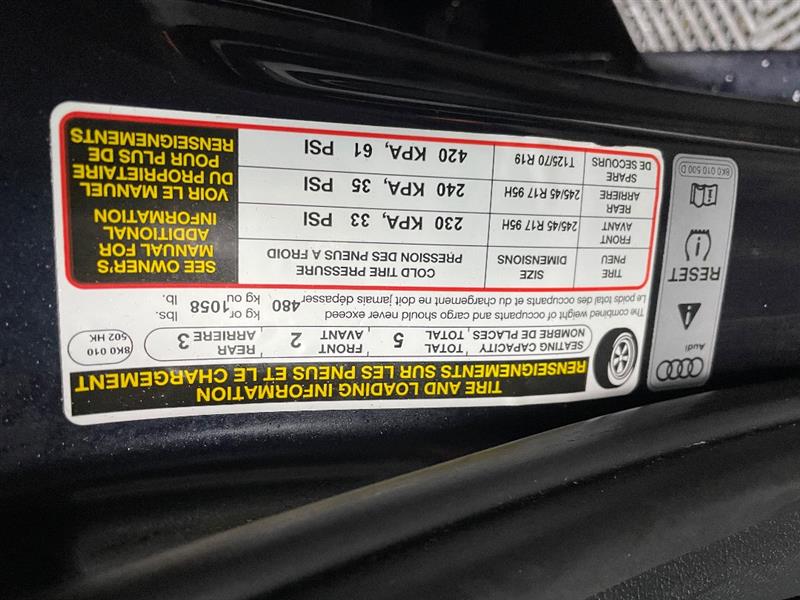 TIRE AND LOADING INFORMATION
RENSEIGNEMENTS SUR LES PNEUS ET LE CHARGEMENT
SEATING CAPACITY TOTAL FRONT REAR
NOMBRE DE PLACES, TOTAL 5 AVANT 2 ARRIERE 3
8K0 010
502 HK
The combined weight of occupants and cargo should never exceed
Le poids total des occupants et du chargement ne doit jamais dépasser
480 kg or 1058 lbs.
kg ou lb.
TIRE SIZE COLD TIRE PRESSURE
PNEU DIMENSIONS PRESSION DES PNEUS A FROID
FRONT
AVANT 245/45 R17 95H 230 KPA, 33 PSI
REAR
ARRIERE 245/45 R17 95H 240 KPA, 35 PSI
SPARE
DE SECOURS T125/70 R19 420 KPA, 61 PSI
SEE OWNER'S
MANUAL FOR
ADDITIONAL
INFORMATION
VOIR LE MANUEL
DU PROPRIETAIRE
POUR PLUS DE
RENSEIGNEMENTS
Audi
RESET
8K0 010 500 D